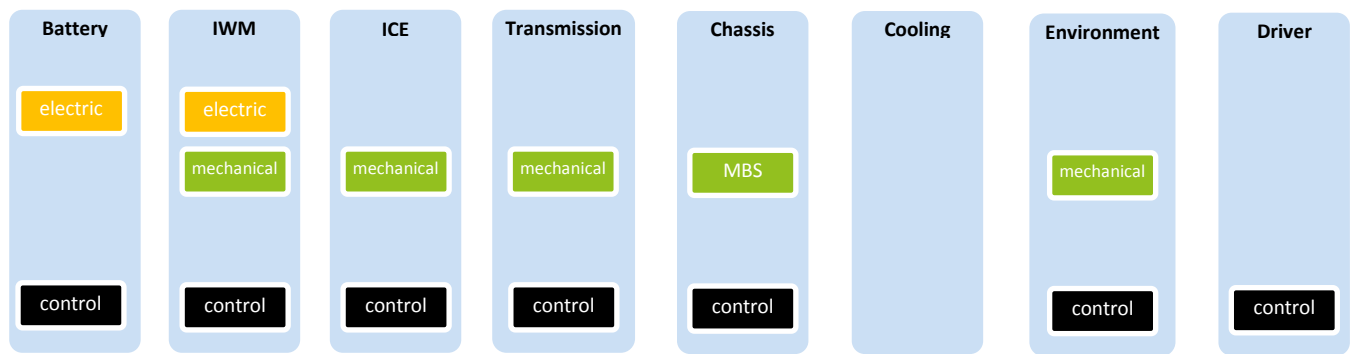 Battery
IWM
ICE
Transmission
Chassis
Cooling
Environment
Driver
electric
electric
mechanical
mechanical
mechanical
MBS
mechanical
control
control
control
control
control
control
control